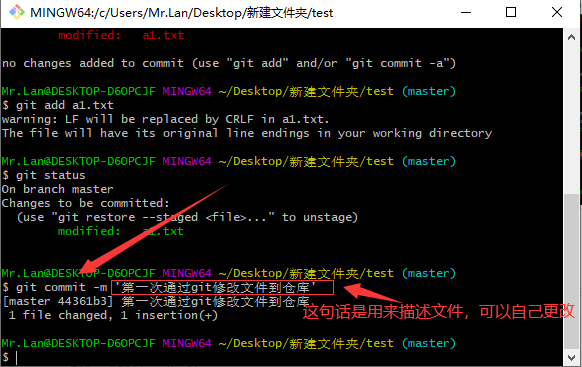 MINGW64:/c/Users/Mr.Lan/Desktop/新建文件夹/test
modified:   a1.txt
no changes added to commit (use "git add" and/or "git commit -a")
Mr.Lan@DESKTOP-D6OPCJF MINGW64 ~/Desktop/新建文件夹/test (master)
$ git add a1.txt
warning: LF will be replaced by CRLF in a1.txt.
The file will have its original line endings in your working directory
Mr.Lan@DESKTOP-D6OPCJF MINGW64 ~/Desktop/新建文件夹/test (master)
$ git status
On branch master
Changes to be committed:
(use "git restore --staged <file>..." to unstage)
modified:   a1.txt
Mr.Lan@DESKTOP-D6OPCJF MINGW64 ~/Desktop/新建文件夹/test (master)
$ git commit -m '第一次通过git修改文件到仓库'
[master 44361b3] 第一次通过git修改文件到仓库
这句话是用来描述文件，可以自己更改
1 file changed, 1 insertion(+)
Mr.Lan@DESKTOP-D6OPCJF MINGW64 ~/Desktop/新建文件夹/test (master)
$